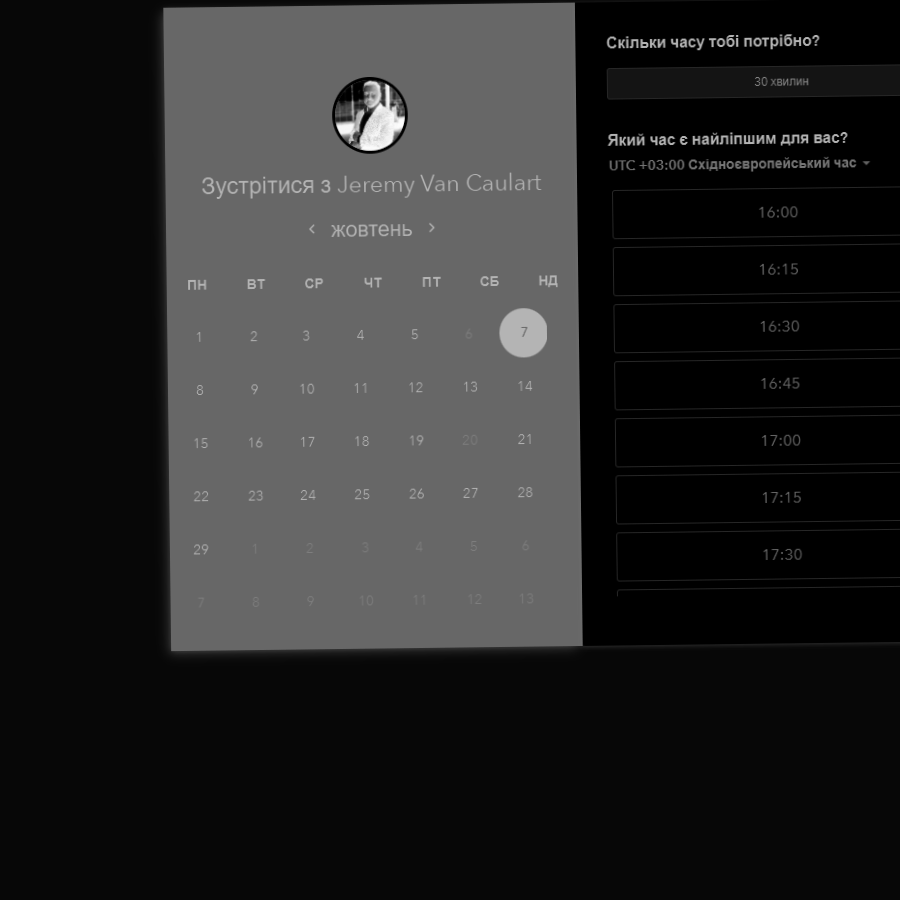 Зустрітися з Jeremy Van Caulart
жовтень
ПН ВТ СР ЧТ ПТ СБ НД
1 2 3 4 5 6 7
8 9 10 11 12 13 14
15 16 17 18 19 20 21
22 23 24 25 26 27 28
29 1 2 3 4 5 6
7 8 9 10 11 12 13
Скільки часу тобі потрібно?
30 хвилин
Який час є найліпшим для вас?
UTC +03:00 Східноєвропейський час
16:00
16:15
16:30
16:45
17:00
17:15
17:30